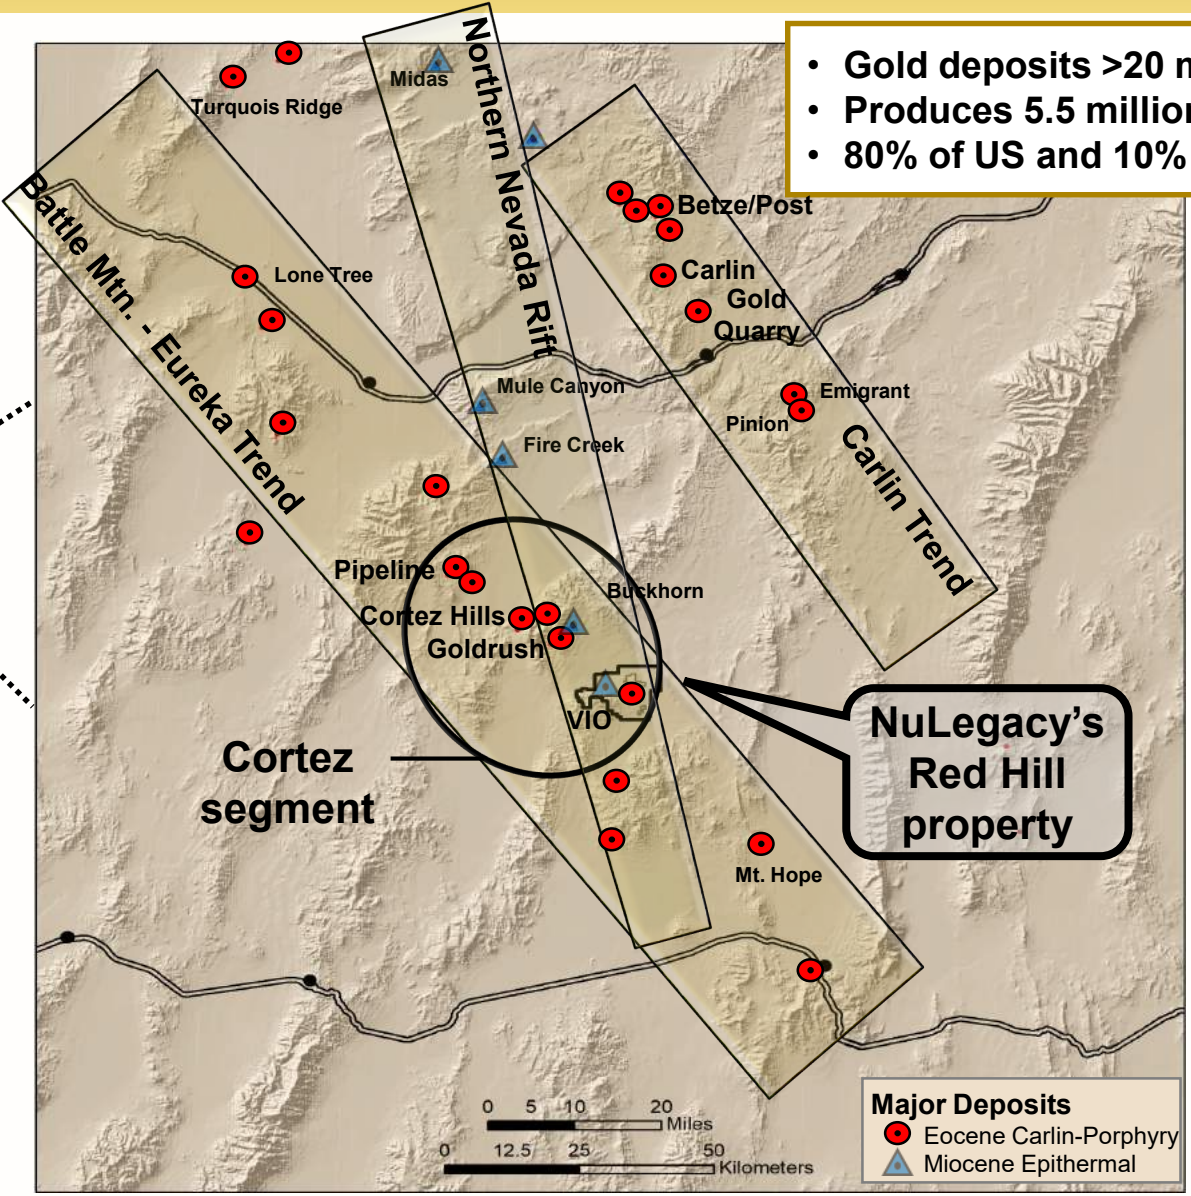 • Gold deposits >20 m
• Produces 5.5 million
• 80% of US and 10%
Midas
Turquois Ridge
Northern Nevada Rift
Betze/Post
Battle Mtn. - Eureka Trend
Lone Tree
Carlin
Gold
Quarry
Mule Canyon
Emigrant
Pinion
Fire Creek
Carlin Trend
Pipeline
Buckhorn
Cortez Hills
Goldrush
VIO
Cortez
segment
NuLegacy's
Red Hill
property
Mt. Hope
0 5 10 20
Miles
0 12.5 25 50
Kilometers
Major Deposits
Eocene Carlin-Porphyry
Miocene Epithermal